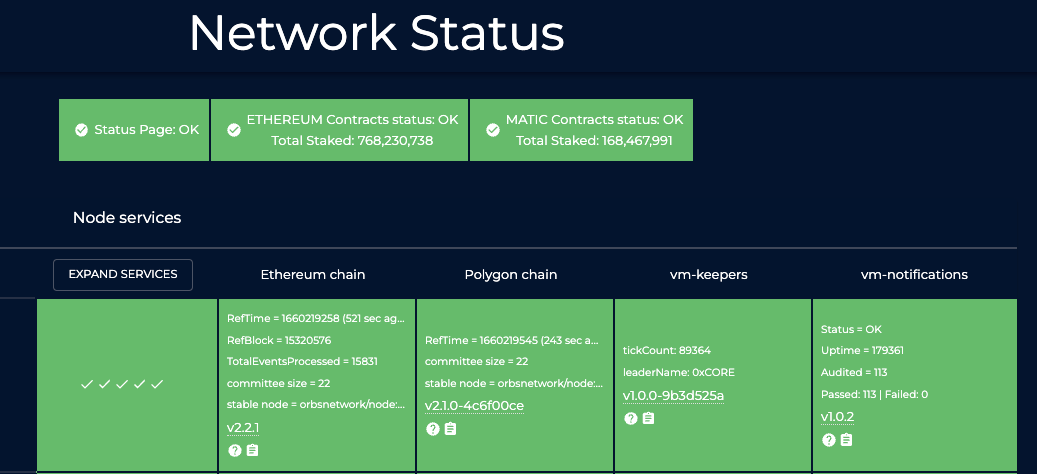 Network Status
Status Page: OK
ETHEREUM Contracts status: OK
Total Staked: 768,230,738
MATIC Contracts status: OK
Total Staked: 168,467,991
Node services
EXPAND SERVICES
Ethereum chain
Polygon chain
vm-keepers
vm-notifications
RefTime = 1660219258 (521 sec ag...
RefBlock = 15320576
TotalEventsProcessed = 15831
committee size = 22
stable node = orbsnetwork/node:...
v2.2.1
RefTime = 1660219545 (243 sec a...
committee size = 22
stable node = orbsnetwork/node:...
v2.1.0-4c6f00ce
tickCount: 89364
leaderName: 0xCORE
v1.0.0-9b3d525a
Status = OK
Uptime = 179361
Audited = 113
Passed: 113 | Failed: 0
v1.0.2